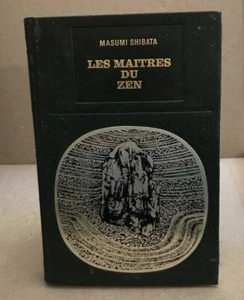 MASUMI SHIBATA
LES MAITRES
DU
ZEN